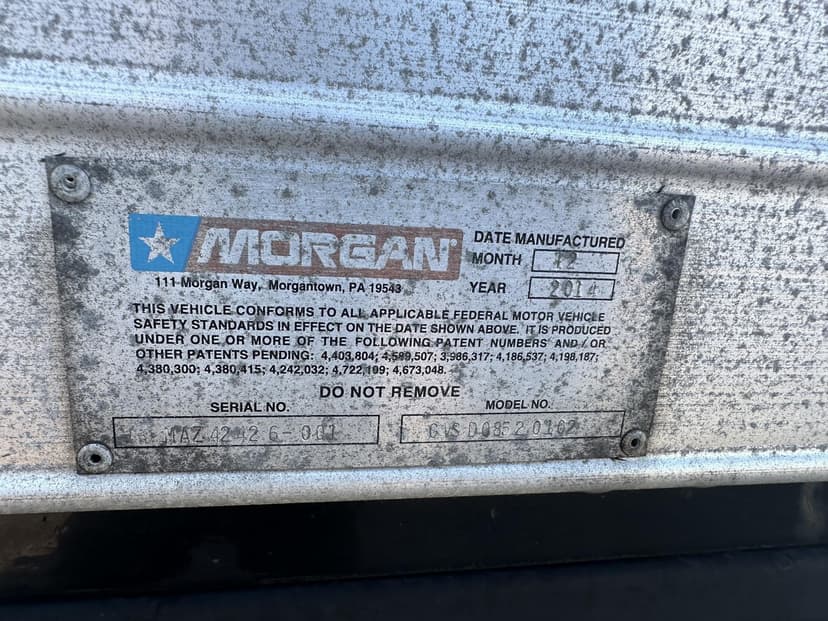 MORGAN®
111 Morgan Way, Morgantown, PA 19543
DATE MANUFACTURED
MONTH 12
YEAR 2014
THIS VEHICLE CONFORMS TO ALL APPLICABLE FEDERAL MOTOR VEHICLE
SAFETY STANDARDS IN EFFECT ON THE DATE SHOWN ABOVE. IT IS PRODUCED
UNDER ONE OR MORE OF THE FOLLOWING PATENT NUMBERS AND / OR
OTHER PATENTS PENDING: 4,403,804; 4,599,507; 3,986,317; 4,186,537; 4,198,187;
4,380,300; 4,380,415; 4,242,032; 4,722,109; 4,673,048.
DO NOT REMOVE
SERIAL NO.
MODEL NO.